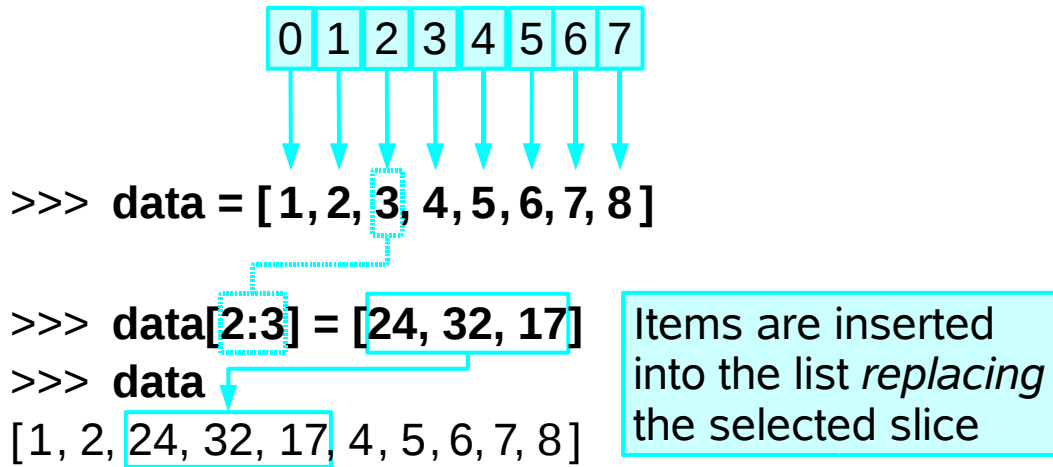 0 1 2 3 4 5 6 7
>>> data = [ 1, 2, 3, 4, 5, 6, 7, 8 ]
>>> data[2:3] = [24, 32, 17]
>>> data
[ 1, 2, 24, 32, 17, 4, 5, 6, 7, 8 ]
Items are inserted
into the list replacing
the selected slice